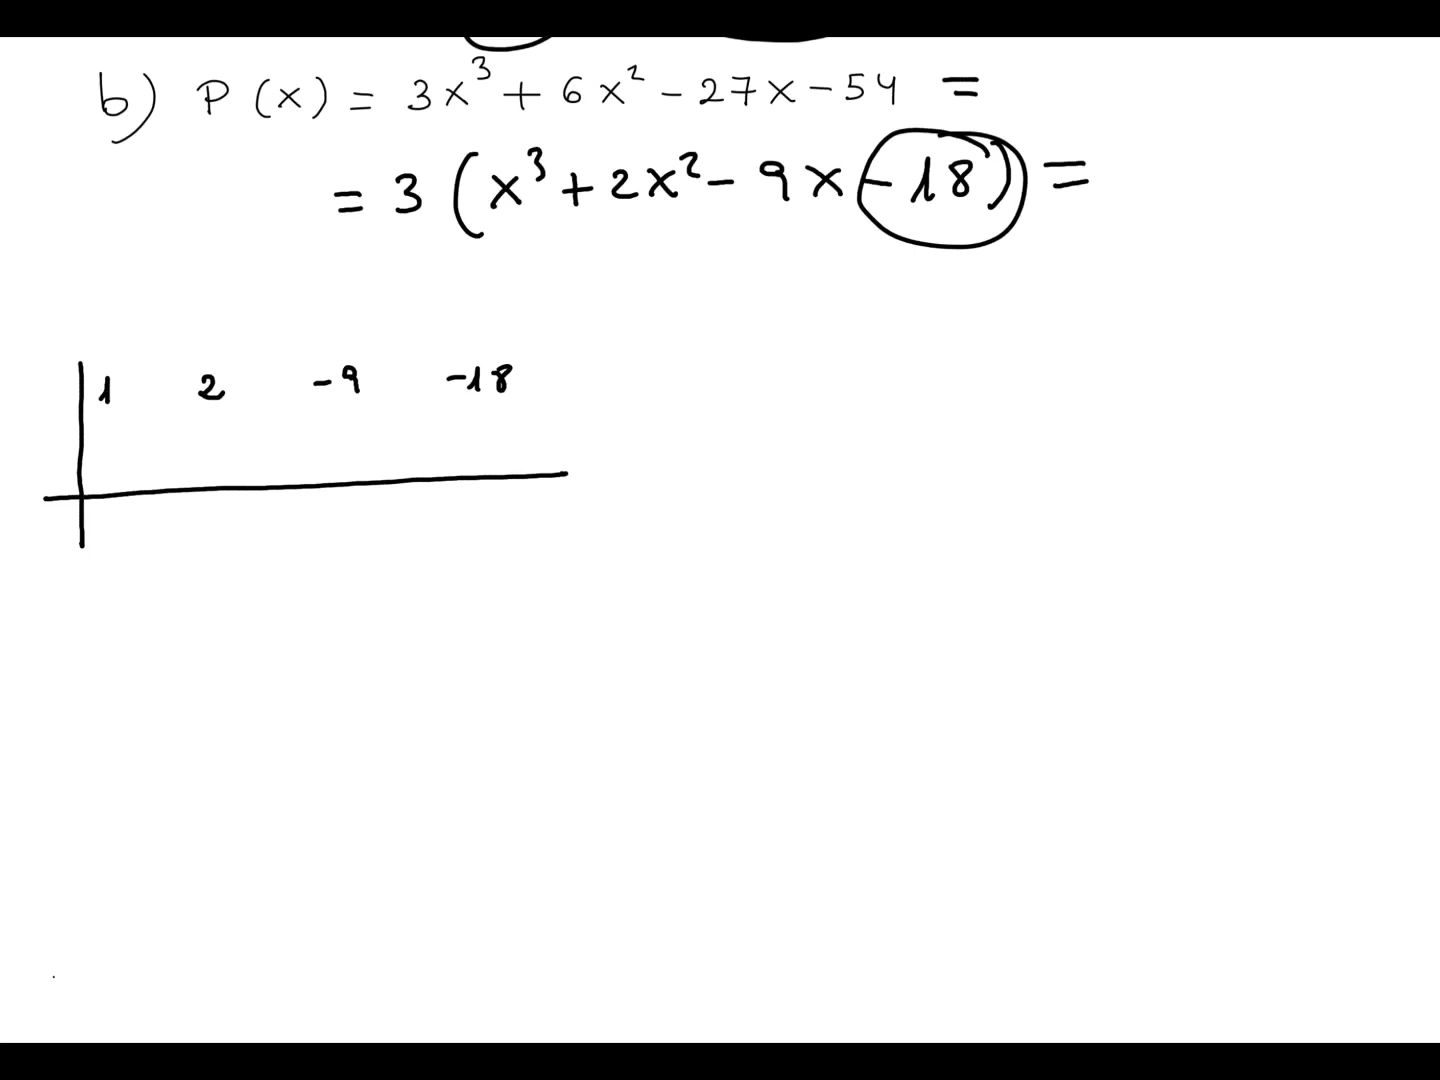 b) P(x) = 3x³ + 6x² - 27x - 54 =
= 3 (x³ + 2x² - 9x - 18) =
1 2 -9 -18